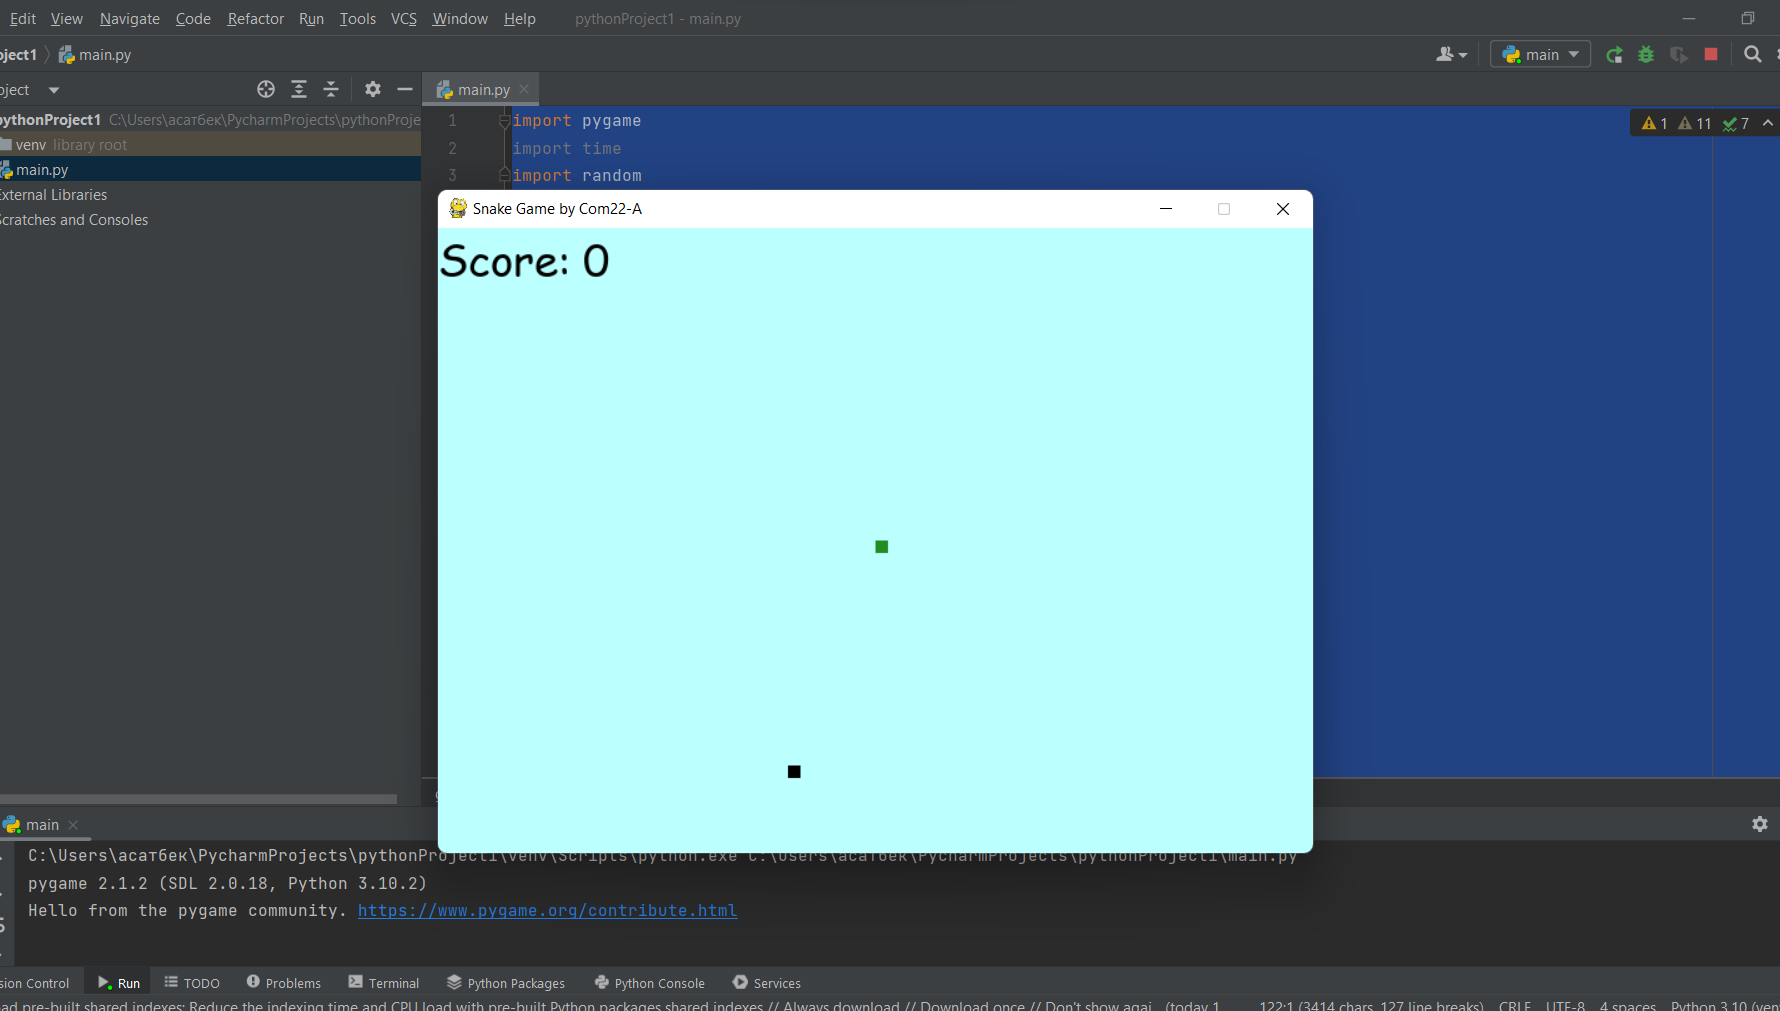 Edit View Navigate Code Refactor Run Tools VCS Window Help pythonProject1 - main.py
oject1 main.py main
oject main.py
pythonProject1 C:\Users\асатбек\PycharmProjects\pythonProje
venv library root
main.py
External Libraries
Scratches and Consoles
1 import pygame 1 11 7
2 import time
3 import random
Snake Game by Com22-A
Score: 0
main
C:\Users\асатбек\PycharmProjects\pythonProject1\venv\Scripts\python.exe C:\Users\асатбек\PycharmProjects\pythonProject1\main.py
pygame 2.1.2 (SDL 2.0.18, Python 3.10.2)
Hello from the pygame community. https://www.pygame.org/contribute.html
sion Control Run TODO Problems Terminal Python Packages Python Console Services
ad pre-built shared indexes: Reduce the indexing time and CPU load with pre-built Python packages shared indexes // Always download // Download once // Don't show agai... (today 1 122:1 (3414 chars, 127 line breaks) CRLF UTF-8 4 spaces Python 3.10 (ven